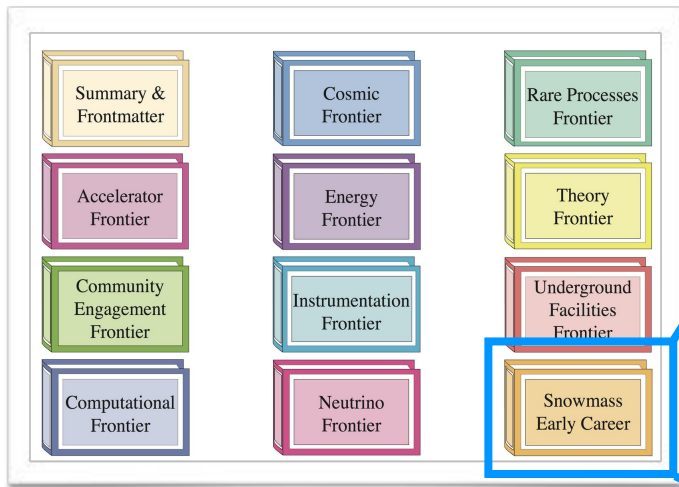 Summary &
Frontmatter
Cosmic
Frontier
Rare Processes
Frontier
Accelerator
Frontier
Energy
Frontier
Theory
Frontier
Community
Engagement
Frontier
Instrumentation
Frontier
Underground
Facilities
Frontier
Computational
Frontier
Neutrino
Frontier
Snowmass
Early Career